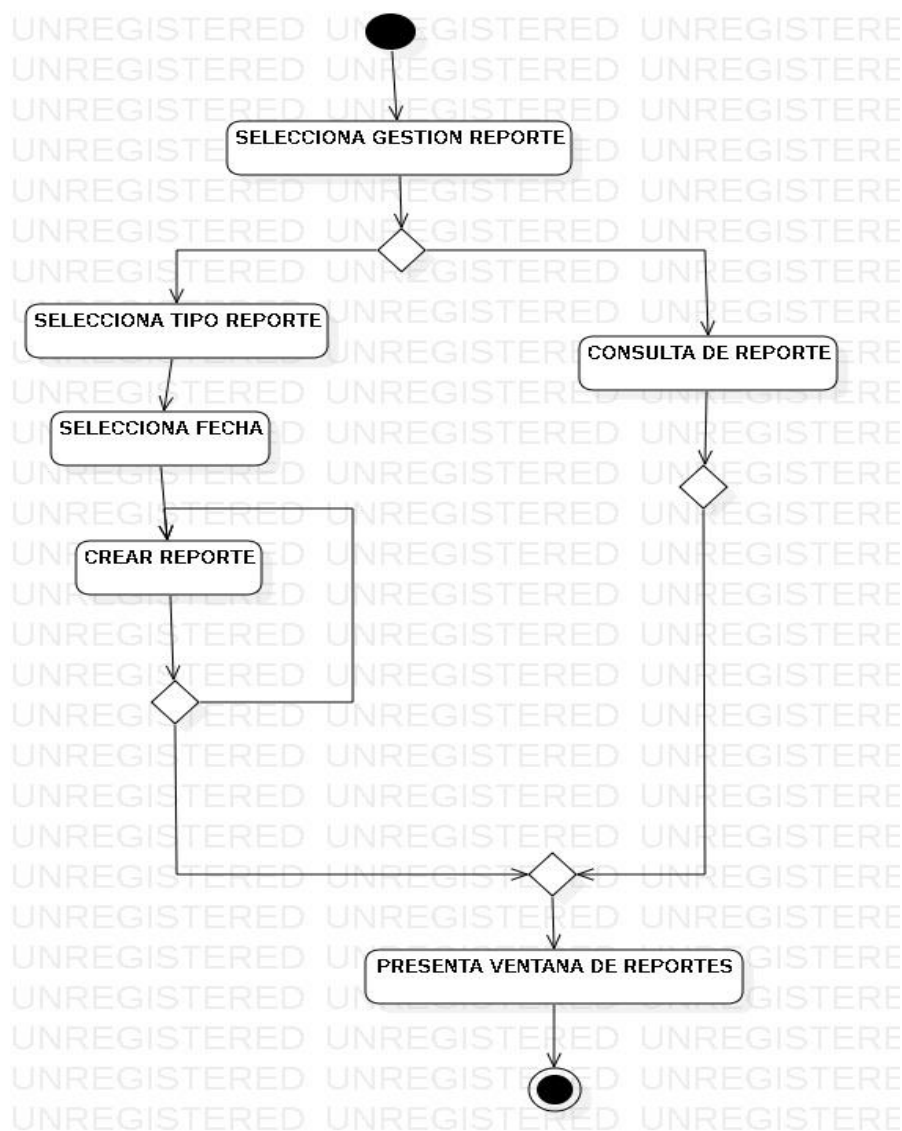 SELECCIONA GESTION REPORTE
SELECCIONA TIPO REPORTE
CONSULTA DE REPORTE
SELECCIONA FECHA
CREAR REPORTE
PRESENTA VENTANA DE REPORTES